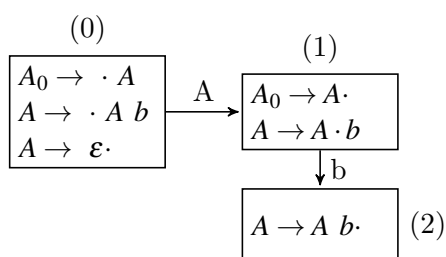 (0)
A₀ → · A
A → · A b
A → ε·
A
(1)
A₀ → A·
A → A · b
b
A → A b·
(2)